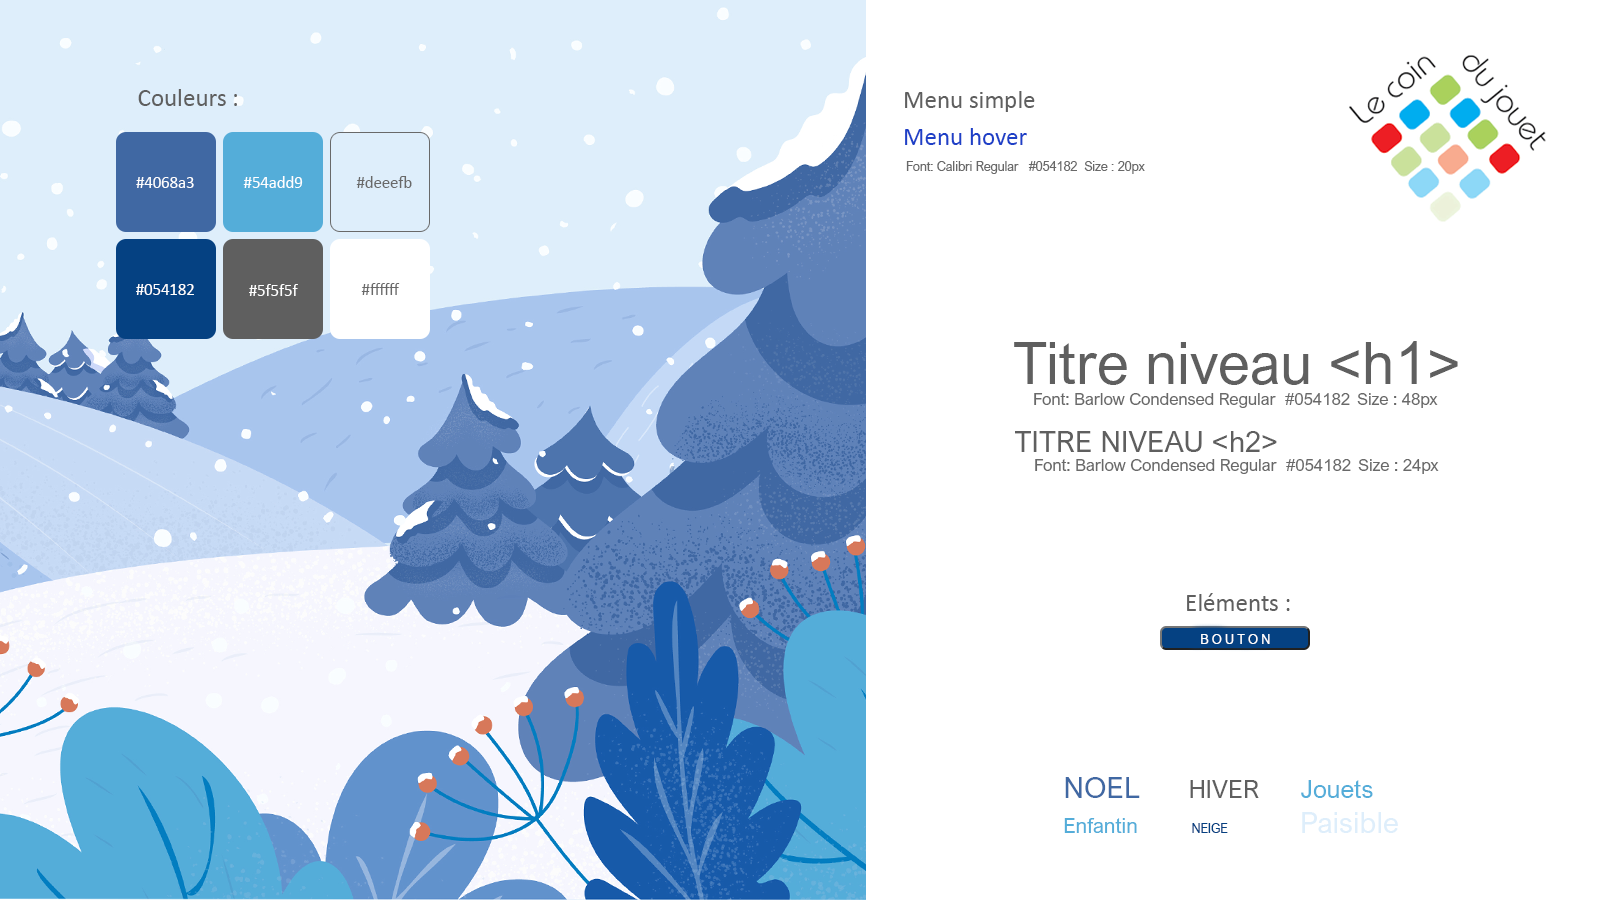 Couleurs :
#4068a3
#54add9
#deeefb
#054182
#5f5f5f
#ffffff
Menu simple
Menu hover
Font: Calibri Regular #054182 Size : 20px
Le coin du jouet
Titre niveau <h1>
Font: Barlow Condensed Regular #054182 Size : 48px
TITRE NIVEAU <h2>
Font: Barlow Condensed Regular #054182 Size : 24px
Eléments :
BOUTON
NOEL HIVER Jouets
Enfantin NEIGE Paisible